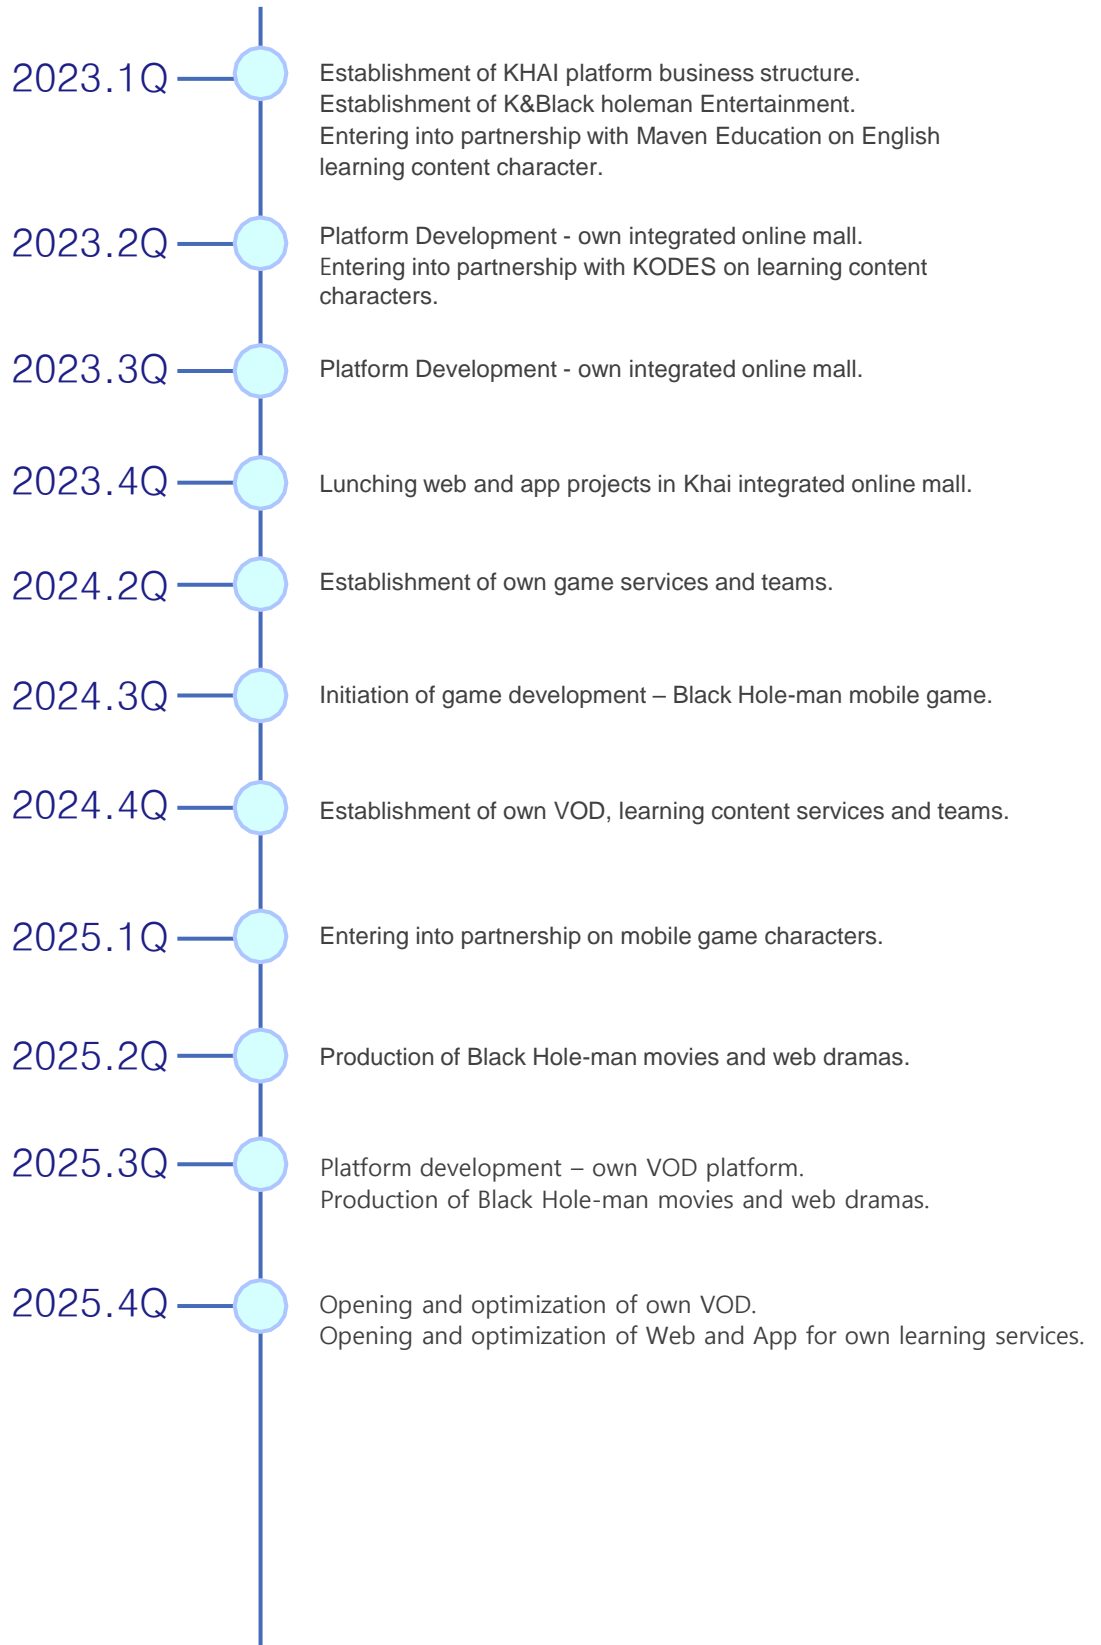 2023.1Q
Establishment of KHAI platform business structure.
Establishment of K&Black holeman Entertainment.
Entering into partnership with Maven Education on English
learning content character.
2023.2Q
Platform Development - own integrated online mall.
Entering into partnership with KODES on learning content
characters.
2023.3Q
Platform Development - own integrated online mall.
2023.4Q
Lunching web and app projects in Khai integrated online mall.
2024.2Q
Establishment of own game services and teams.
2024.3Q
Initiation of game development – Black Hole-man mobile game.
2024.4Q
Establishment of own VOD, learning content services and teams.
2025.1Q
Entering into partnership on mobile game characters.
2025.2Q
Production of Black Hole-man movies and web dramas.
2025.3Q
Platform development – own VOD platform.
Production of Black Hole-man movies and web dramas.
2025.4Q
Opening and optimization of own VOD.
Opening and optimization of Web and App for own learning services.